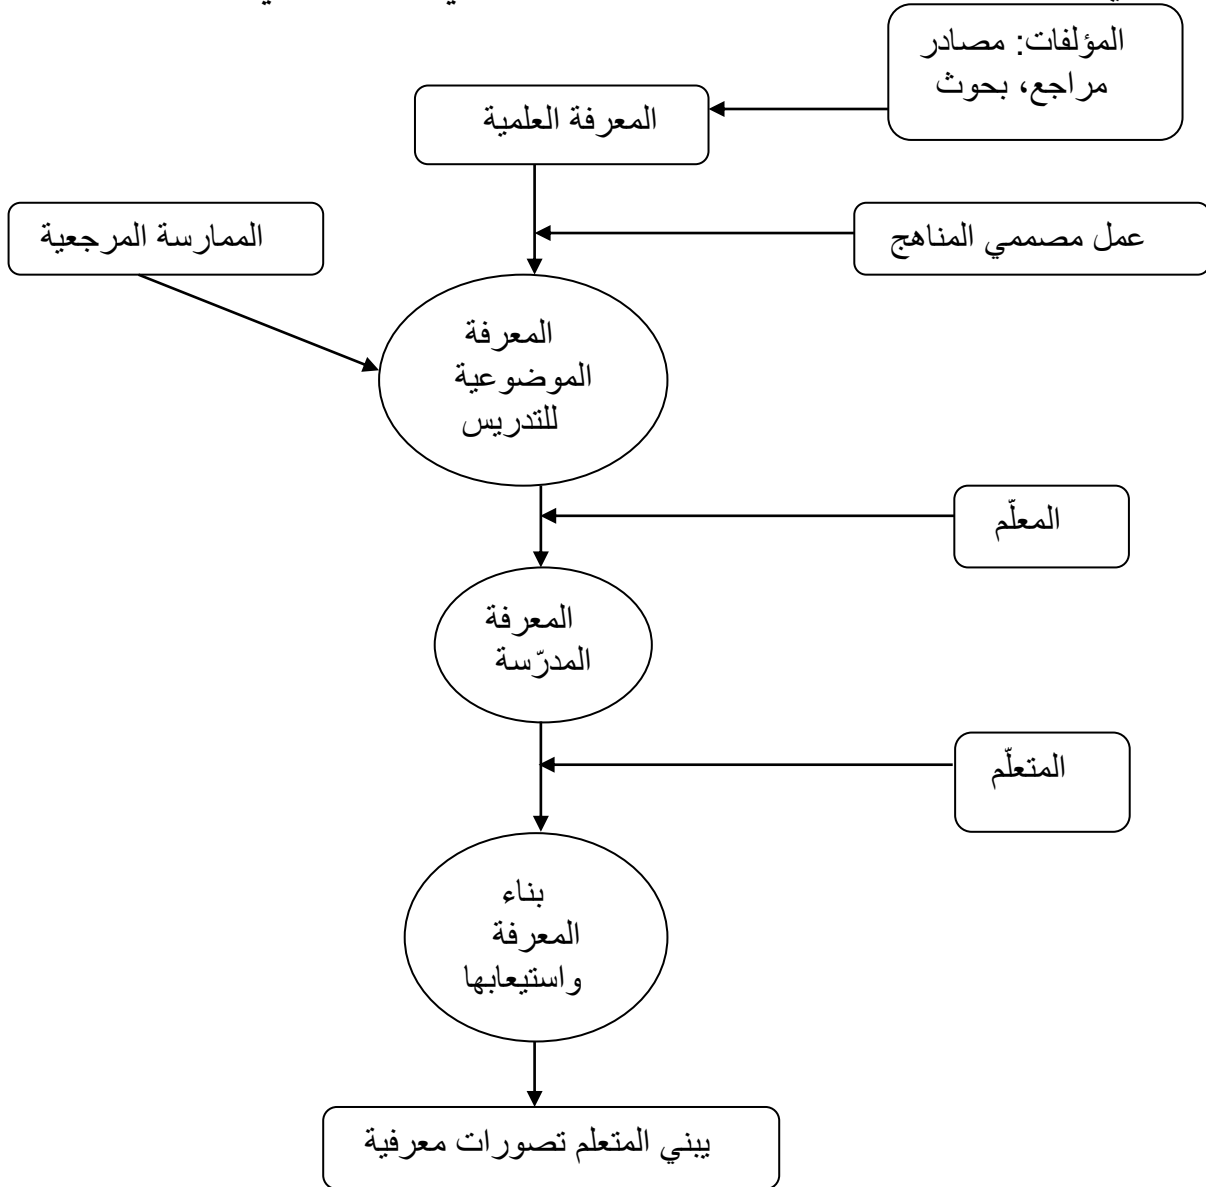 المؤلفات: مصادر
مراجع، بحوث
المعرفة العلمية
عمل مصممي المناهج
الممارسة المرجعية
المعرفة
الموضوعية
للتدريس
المعلّم
المعرفة
المدرّسة
المتعلّم
بناء
المعرفة
واستيعابها
يبني المتعلم تصورات معرفية